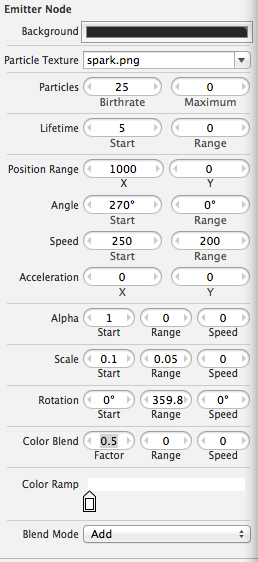 Emitter Node
Background
Particle Texture spark.png
Particles 25 0
Birthrate Maximum
Lifetime 5 0
Start Range
Position Range 1000 0
X Y
Angle 270° 0°
Start Range
Speed 250 200
Start Range
Acceleration 0 0
X Y
Alpha 1 0 0
Start Range Speed
Scale 0.1 0.05 0
Start Range Speed
Rotation 0° 359.8 0°
Start Range Speed
Color Blend 0.5 0 0
Factor Range Speed
Color Ramp
Blend Mode Add